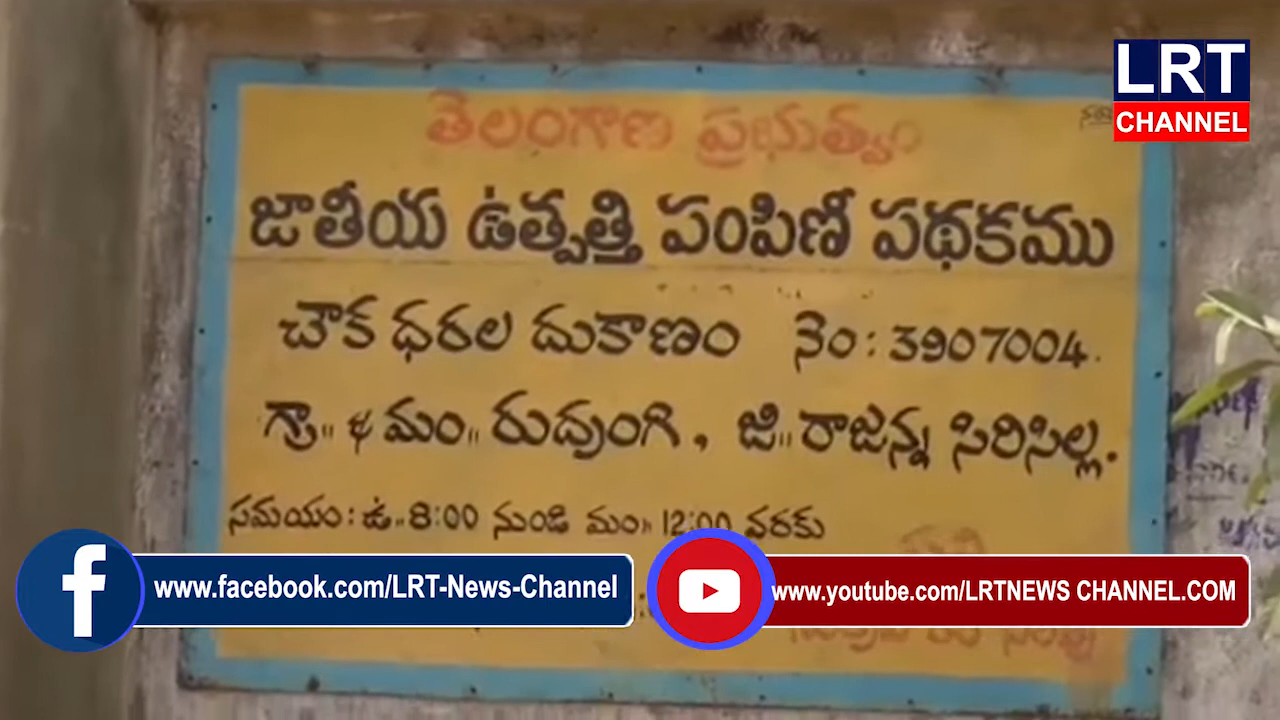 LRT
CHANNEL
తెలంగాణ ప్రభుత్వం
జాతీయ ఉత్పత్తి పంపిణీ పథకము
చౌక ధరల దుకాణం నెం: 3907004.
గ్రా॥ & మం॥ రుద్రంగి, జి॥ రాజన్న సిరిసిల్ల.
సమయం: ఉ॥ 8:00 నుండి మం॥ 12:00 వరకు
www.facebook.com/LRT-News-Channel
www.youtube.com/LRTNEWS CHANNEL.COM